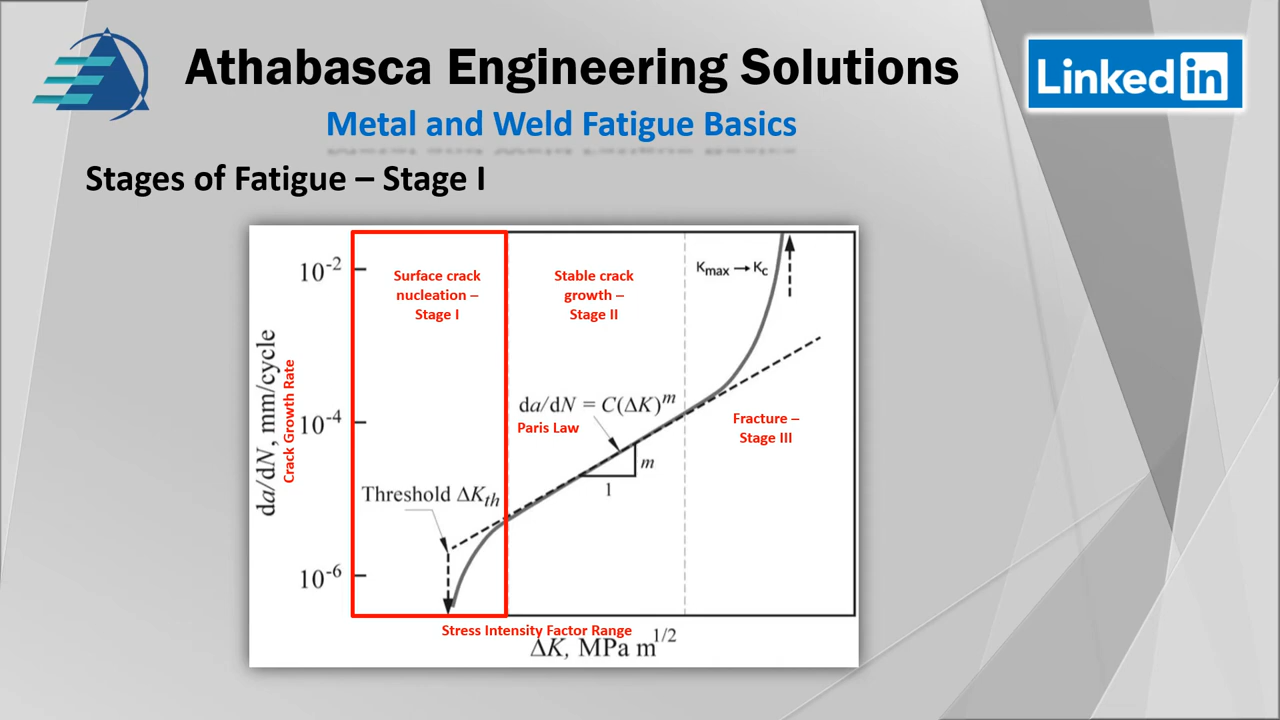 Athabasca Engineering Solutions
LinkedIn
Metal and Weld Fatigue Basics
Stages of Fatigue – Stage I
Surface crack
nucleation –
Stage I
Stable crack
growth –
Stage II
Kmax → Kc
10-2
10-4
10-6
da/dN, mm/cycle
Crack Growth Rate
da/dN = C(ΔK)m
Paris Law
Fracture –
Stage III
m
1
Threshold ΔKth
Stress Intensity Factor Range
ΔK, MPa m1/2